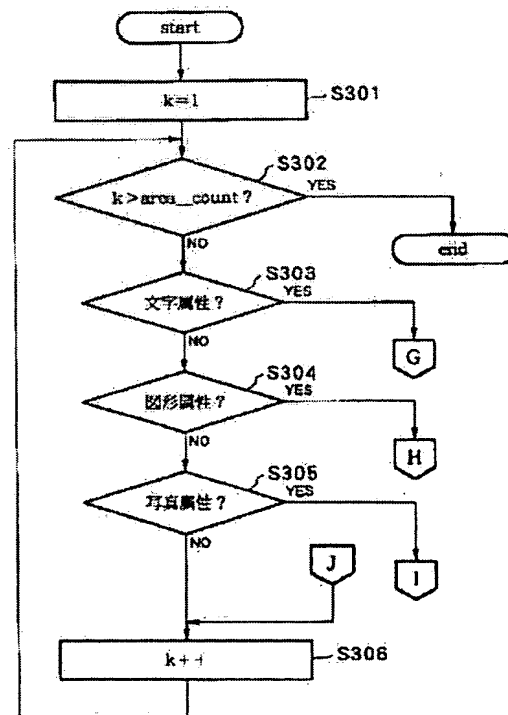 start
k=1
S301
S302
k>area_count?
YES
NO
end
S303
文字属性?
YES
NO
G
S304
図形属性?
YES
NO
H
S305
写真属性?
YES
NO
I
J
k++
S306